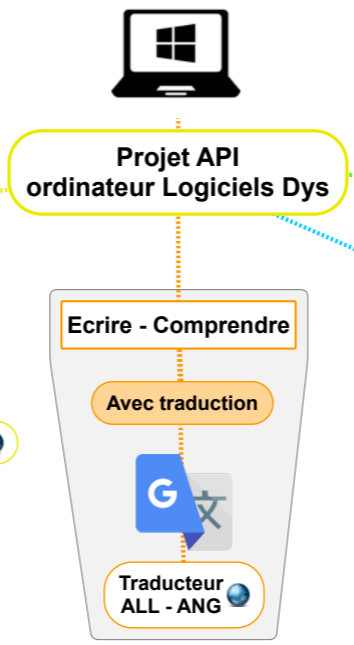 Projet API
ordinateur Logiciels Dys
Ecrire - Comprendre
Avec traduction
G 文
Traducteur
ALL - ANG